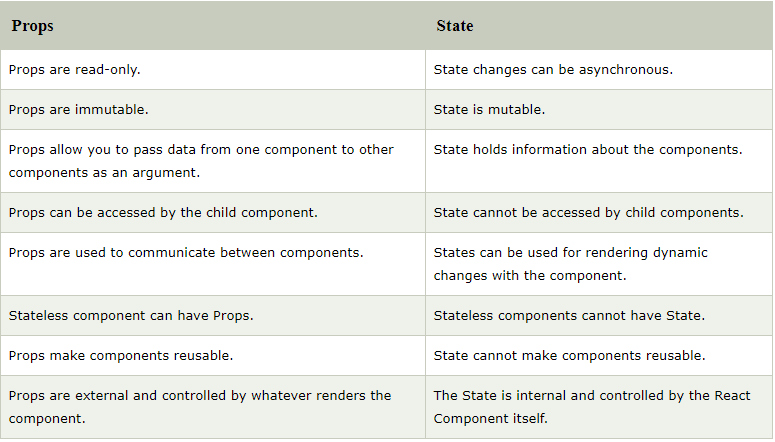 Props State
Props are read-only. State changes can be asynchronous.
Props are immutable. State is mutable.
Props allow you to pass data from one component to other State holds information about the components.
components as an argument.
Props can be accessed by the child component. State cannot be accessed by child components.
Props are used to communicate between components. States can be used for rendering dynamic
changes with the component.
Stateless component can have Props. Stateless components cannot have State.
Props make components reusable. State cannot make components reusable.
Props are external and controlled by whatever renders the The State is internal and controlled by the React
component. Component itself.